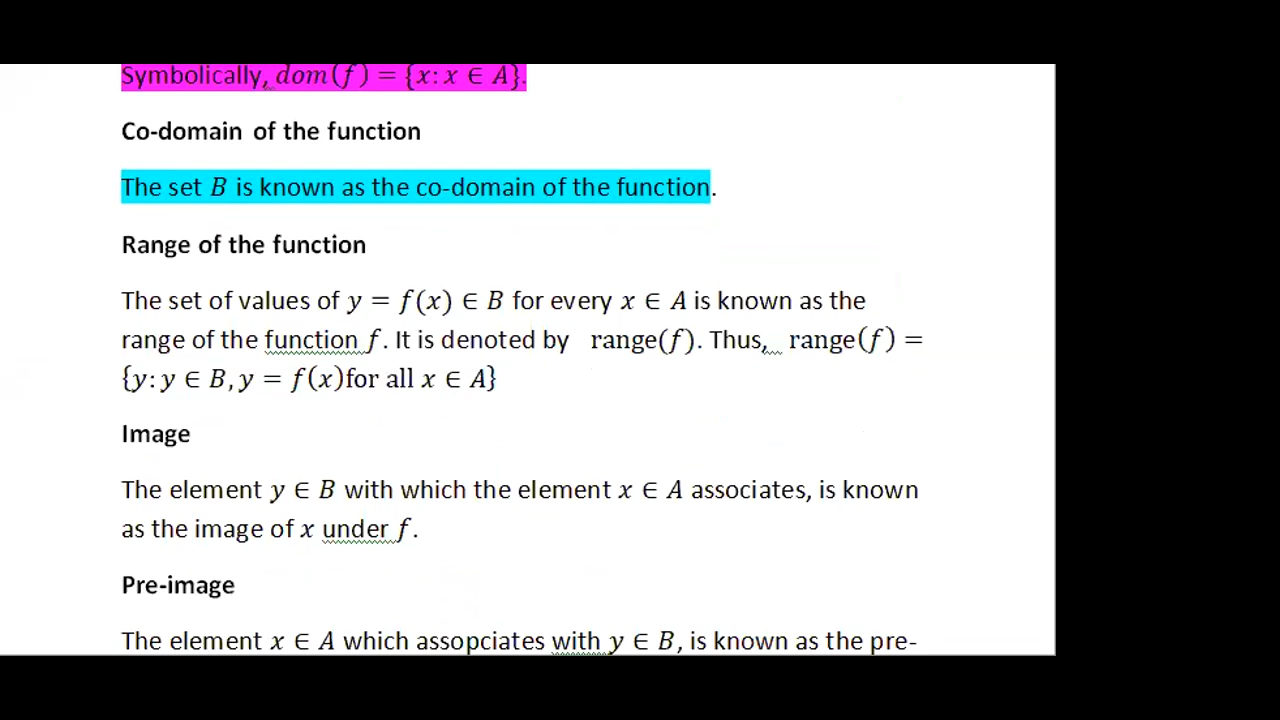 Symbolically, dom(f) = {x: x ∈ A}.
Co-domain of the function
The set B is known as the co-domain of the function.
Range of the function
The set of values of y = f(x) ∈ B for every x ∈ A is known as the
range of the function f. It is denoted by range(f). Thus, range(f) =
{y: y ∈ B, y = f(x)for all x ∈ A}
Image
The element y ∈ B with which the element x ∈ A associates, is known
as the image of x under f.
Pre-image
The element x ∈ A which assopciates with y ∈ B, is known as the pre-